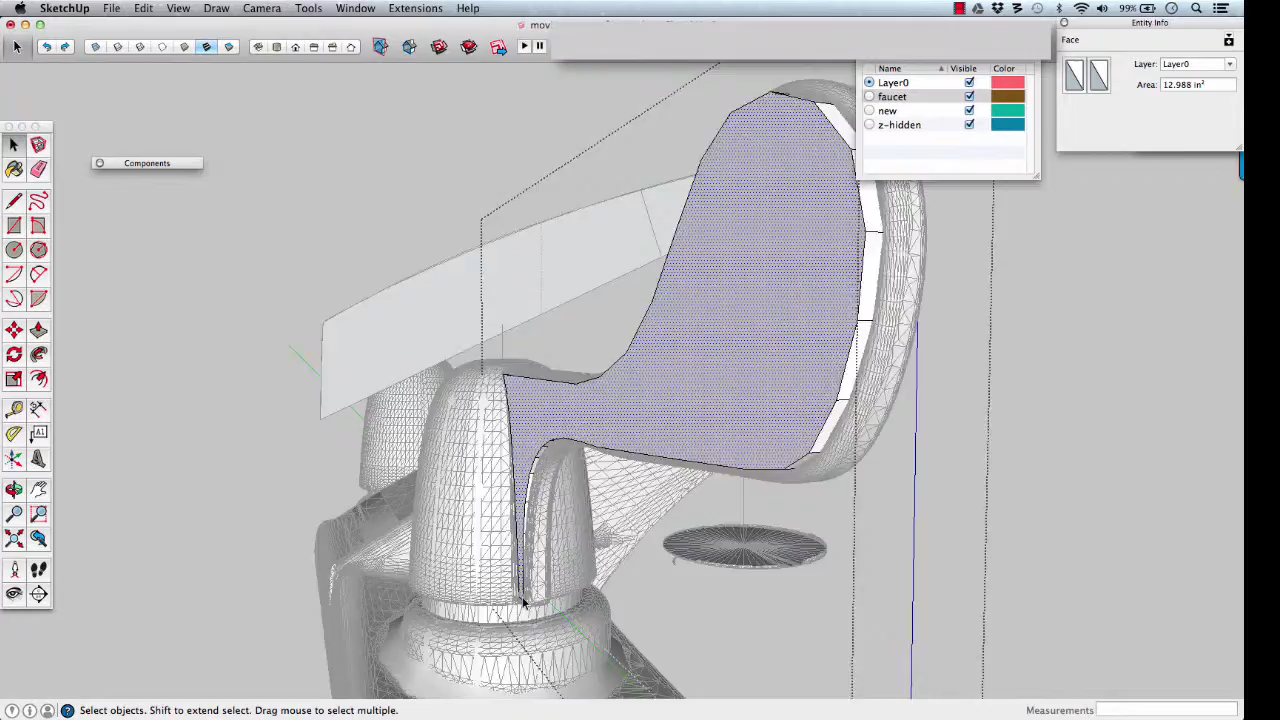 SketchUp File Edit View Camera Draw Tools Window Extensions Help
99%
mov
Entity Info
Face
Layer: Layer0
Area: 12.988 in²
Name Visible Color
Layer0
faucet
new
z-hidden
Components
A1
Select objects. Shift to extend select. Drag mouse to select multiple.
Measurements